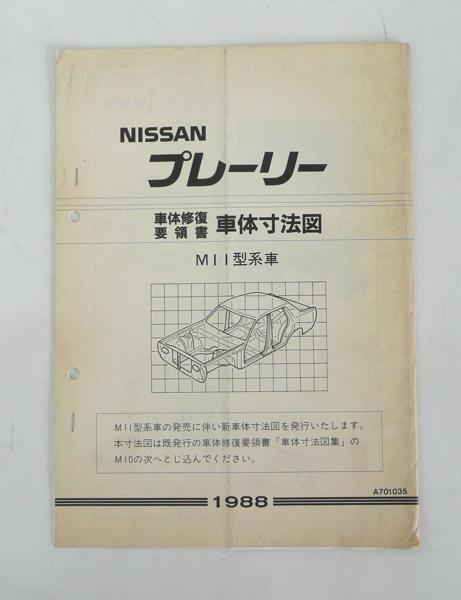 NISSAN
プレーリー
車体修復
要領書 車体寸法図
M11型系車
M11型系車の発売に伴い新車体寸法図を発行いたします。
本寸法図は既発行の車体修復要領書「車体寸法図集」の
M10の次へとじ込んでください。
A701035
1988